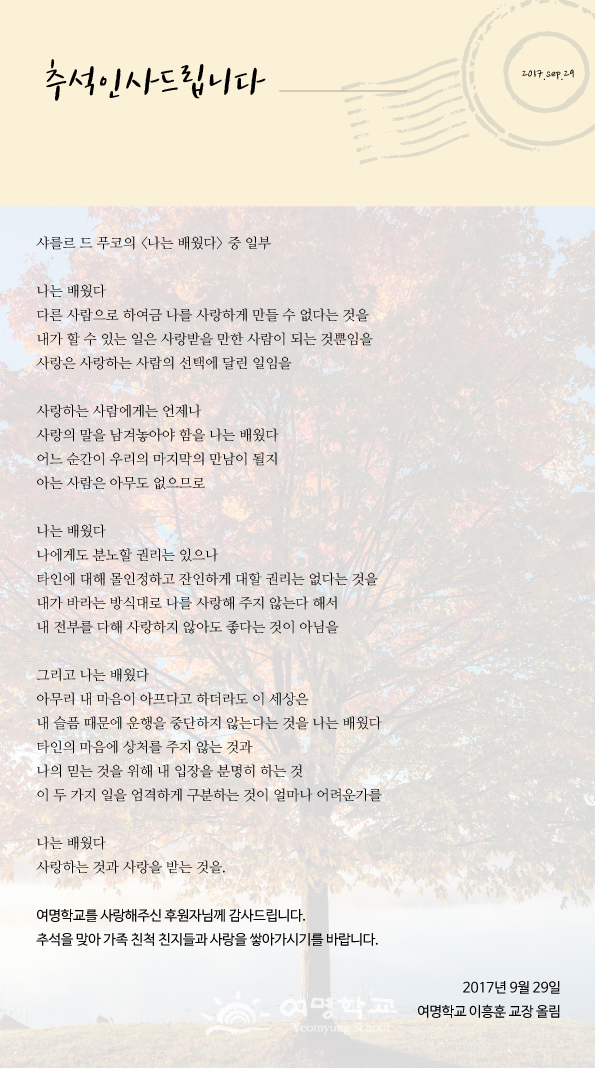 추석인사드립니다
2017.sep.29
샤를르 드 푸코의 〈나는 배웠다〉 중 일부
나는 배웠다
다른 사람으로 하여금 나를 사랑하게 만들 수 없다는 것을
내가 할 수 있는 일은 사랑받을 만한 사람이 되는 것뿐임을
사랑은 사랑하는 사람의 선택에 달린 일임을
사랑하는 사람에게는 언제나
사랑의 말을 남겨놓아야 함을 나는 배웠다
어느 순간이 우리의 마지막의 만남이 될지
아는 사람은 아무도 없으므로
나는 배웠다
나에게도 분노할 권리는 있으나
타인에 대해 몰인정하고 잔인하게 대할 권리는 없다는 것을
내가 바라는 방식대로 나를 사랑해 주지 않는다 해서
내 전부를 다해 사랑하지 않아도 좋다는 것이 아님을
그리고 나는 배웠다
아무리 내 마음이 아프다고 하더라도 이 세상은
내 슬픔 때문에 운행을 중단하지 않는다는 것을 나는 배웠다
타인의 마음에 상처를 주지 않는 것과
나의 믿는 것을 위해 내 입장을 분명히 하는 것
이 두 가지 일을 엄격하게 구분하는 것이 얼마나 어려운가를
나는 배웠다
사랑하는 것과 사랑을 받는 것을.
여명학교를 사랑해주신 후원자님께 감사드립니다.
추석을 맞아 가족 친척 친지들과 사랑을 쌓아가시기를 바랍니다.
2017년 9월 29일
여명학교 이흥훈 교장 올림
여명학교
Yeomyung School